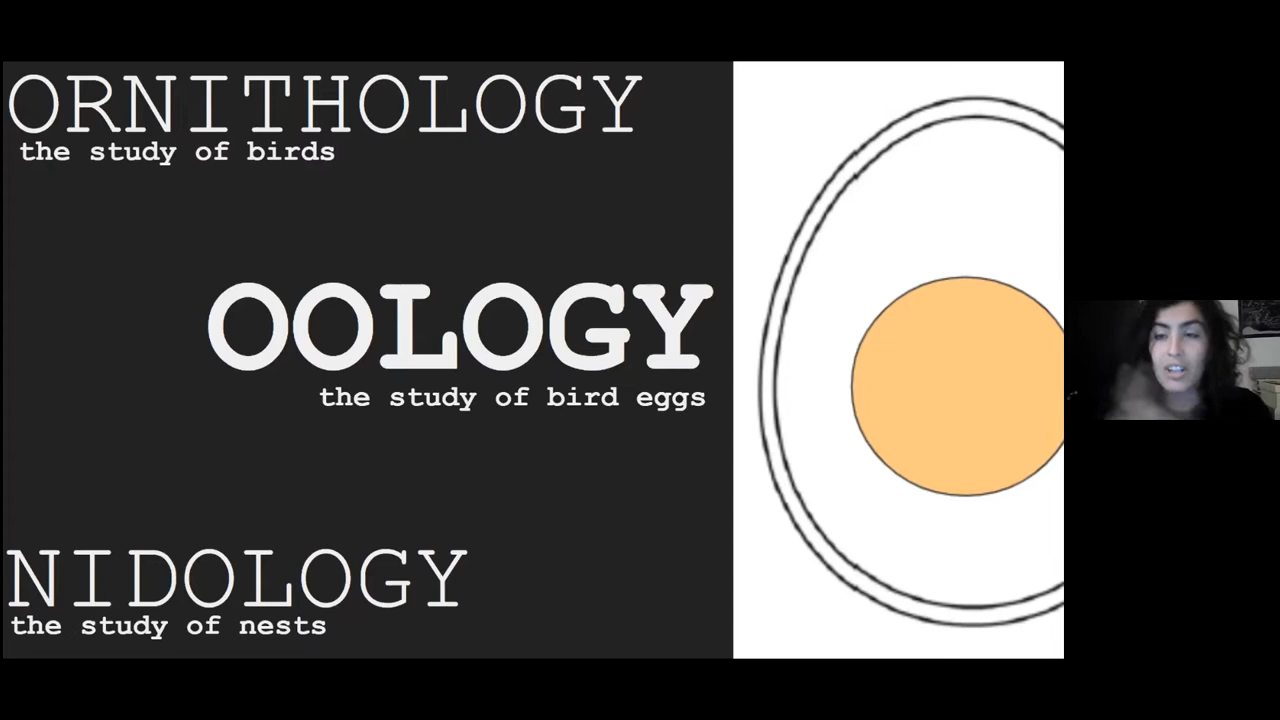 ORNITHOLOGY
the study of birds
OOLOGY
the study of bird eggs
NIDOLOGY
the study of nests